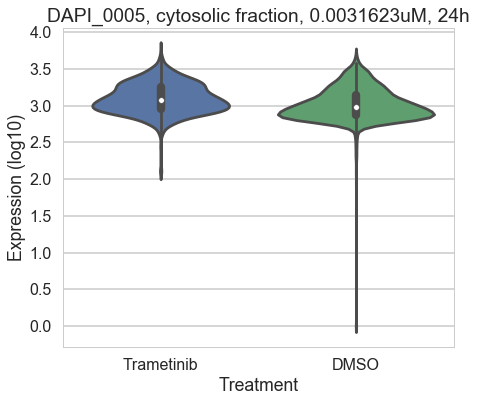 DAPI_0005, cytosolic fraction, 0.0031623uM, 24h
4.0
3.5
3.0
2.5
2.0
1.5
1.0
0.5
0.0
Expression (log10)
Trametinib
DMSO
Treatment